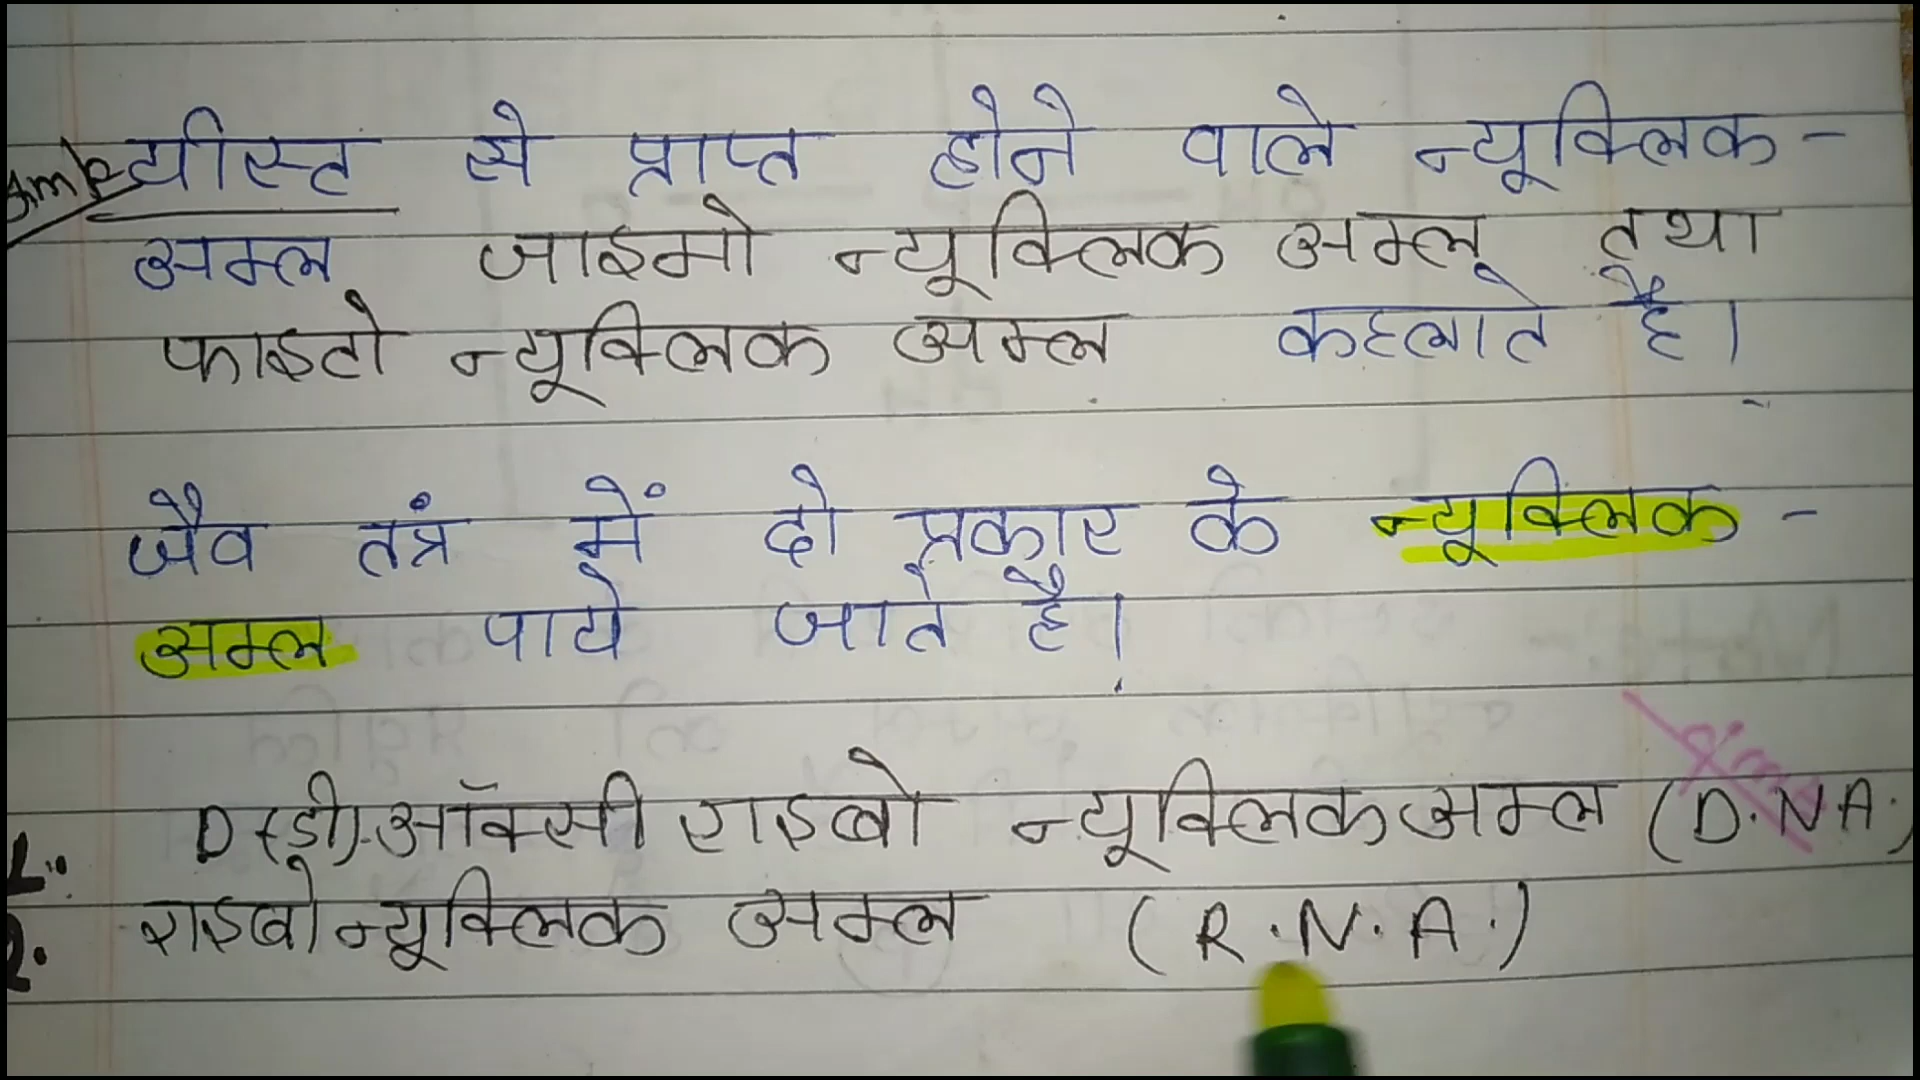 Imp यीस्ट से प्राप्त होने वाले न्यूक्लिक-
अम्ल जाइमो न्यूक्लिक अम्ल तथा
फाइटो न्यूक्लिक अम्ल कहलाते है।
जैव तंत्र में दो प्रकार के न्यूक्लिक-
अम्ल पाये जाते है।
1. D(डी)-ऑक्सी राइबो न्यूक्लिक अम्ल (D.N.A.
2. राइबो न्यूक्लिक अम्ल (R.N.A.)